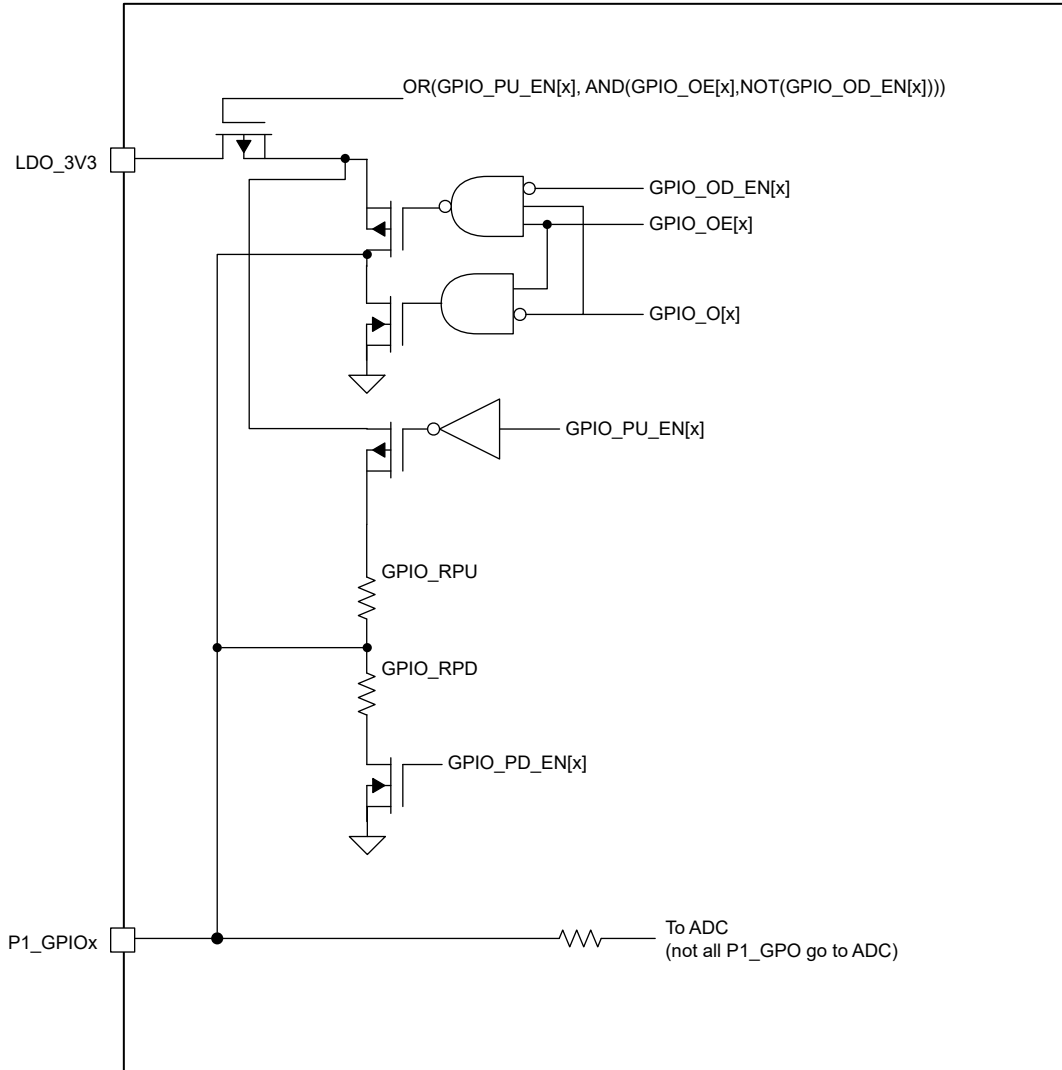 OR(GPIO_PU_EN[x], AND(GPIO_OE[x],NOT(GPIO_OD_EN[x])))
LDO_3V3
GPIO_OD_EN[x]
GPIO_OE[x]
GPIO_O[x]
GPIO_PU_EN[x]
GPIO_RPU
GPIO_RPD
GPIO_PD_EN[x]
P1_GPIOx
To ADC
(not all P1_GPO go to ADC)